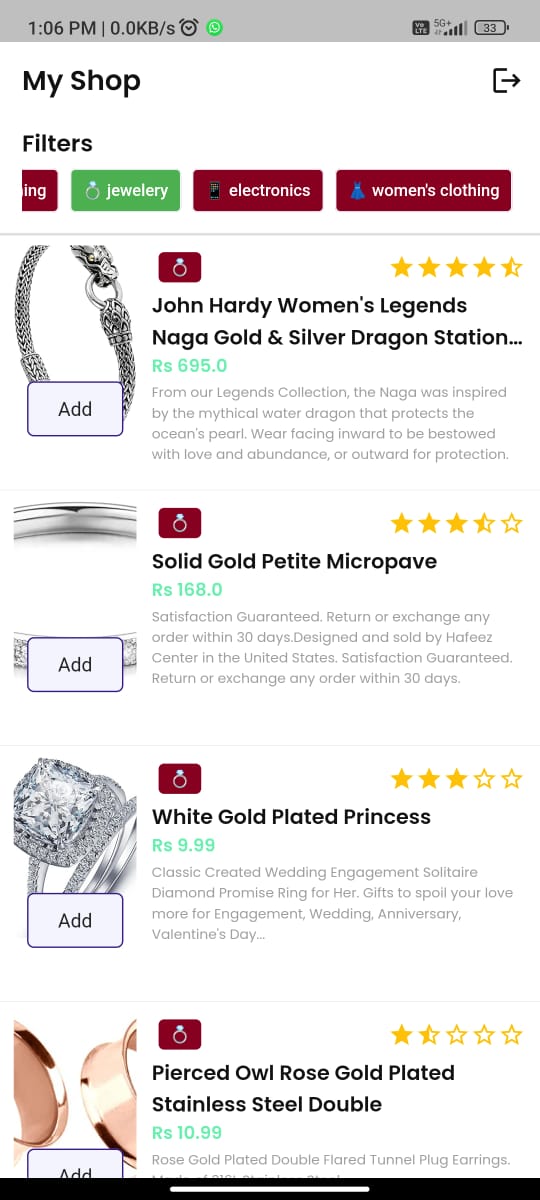 1:06 PM | 0.0KB/s
Vo LTE 5G+ 33
My Shop
Filters
ing jewelery electronics women's clothing
John Hardy Women's Legends
Naga Gold & Silver Dragon Station...
Rs 695.0
From our Legends Collection, the Naga was inspired
by the mythical water dragon that protects the
ocean's pearl. Wear facing inward to be bestowed
with love and abundance, or outward for protection.
Add
Solid Gold Petite Micropave
Rs 168.0
Satisfaction Guaranteed. Return or exchange any
order within 30 days.Designed and sold by Hafeez
Center in the United States. Satisfaction Guaranteed.
Return or exchange any order within 30 days.
Add
White Gold Plated Princess
Rs 9.99
Classic Created Wedding Engagement Solitaire
Diamond Promise Ring for Her. Gifts to spoil your love
more for Engagement, Wedding, Anniversary,
Valentine's Day...
Add
Pierced Owl Rose Gold Plated
Stainless Steel Double
Rs 10.99
Rose Gold Plated Double Flared Tunnel Plug Earrings.
Add